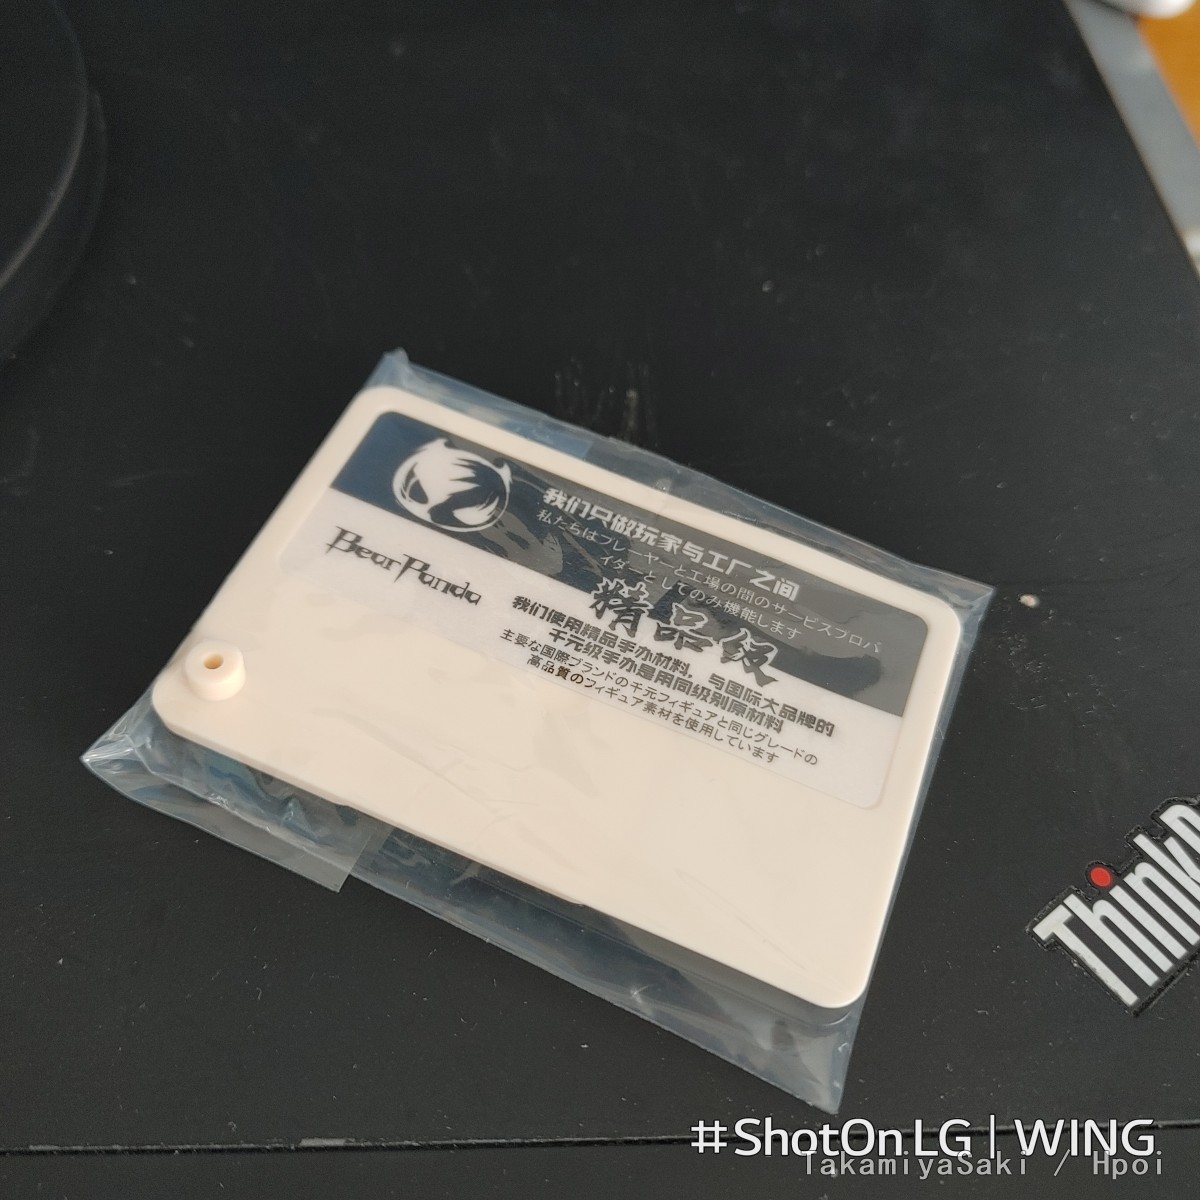 我们只做玩家与工厂之间
私たちはプレーヤーと工場の間のサービスプロバ
イダーとしてのみ機能します
精品级
Bear Panda
我们使用精品手办材料，与国际大品牌的
千元级手办是用同级别原材料
主要な国際ブランドの千元フィギュアと同じグレードの
高品質のフィギュア素材を使用しています
#ShotOn LG | WING
TakamiyaSaki / Hpoi